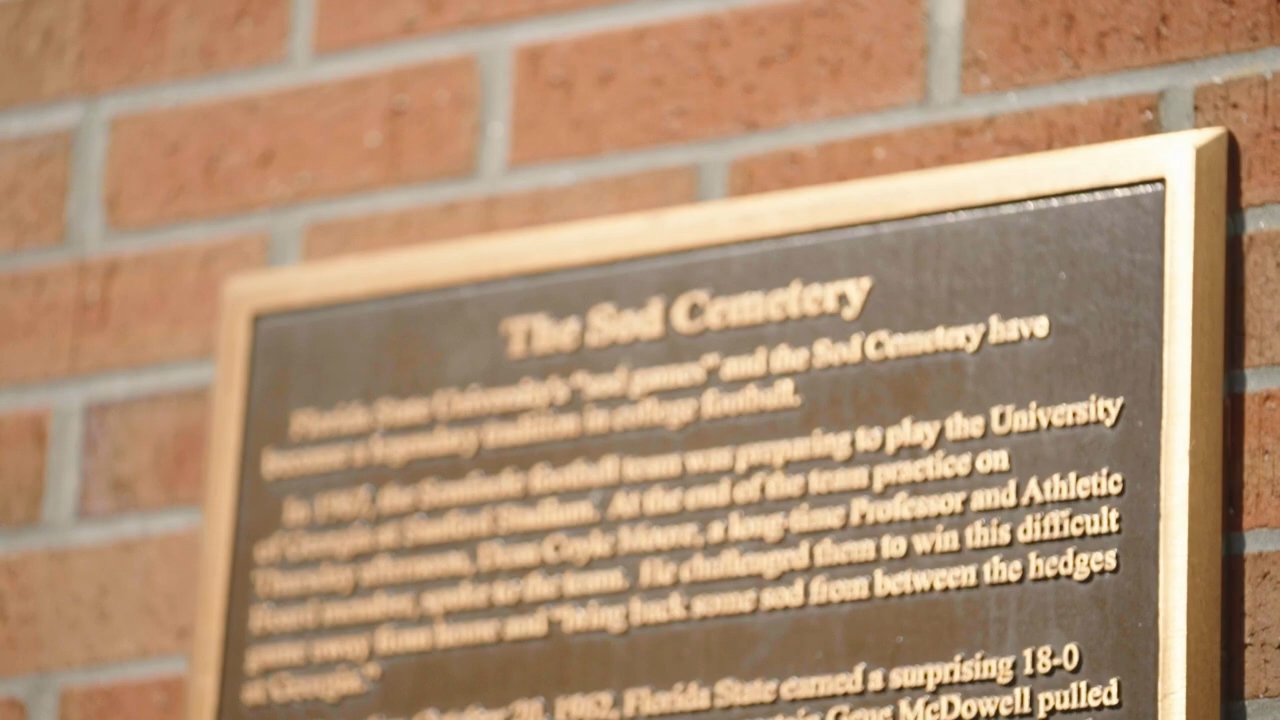 The Sod Cemetery
Florida State University's "sod games" and the Sod Cemetery have
become a legendary tradition in college football.
In 1962, the Seminole football team was preparing to play the University
of Georgia at Sanford Stadium. At the end of the team practice on
Thursday afternoon, Dean Coyle Moore, a long-time Professor and Athletic
Board member, spoke to the team. He challenged them to win this difficult
game away from home and "bring back some sod from between the hedges
at Georgia."
October 20, 1962, Florida State earned a surprising 18-0
Gene McDowell pulled